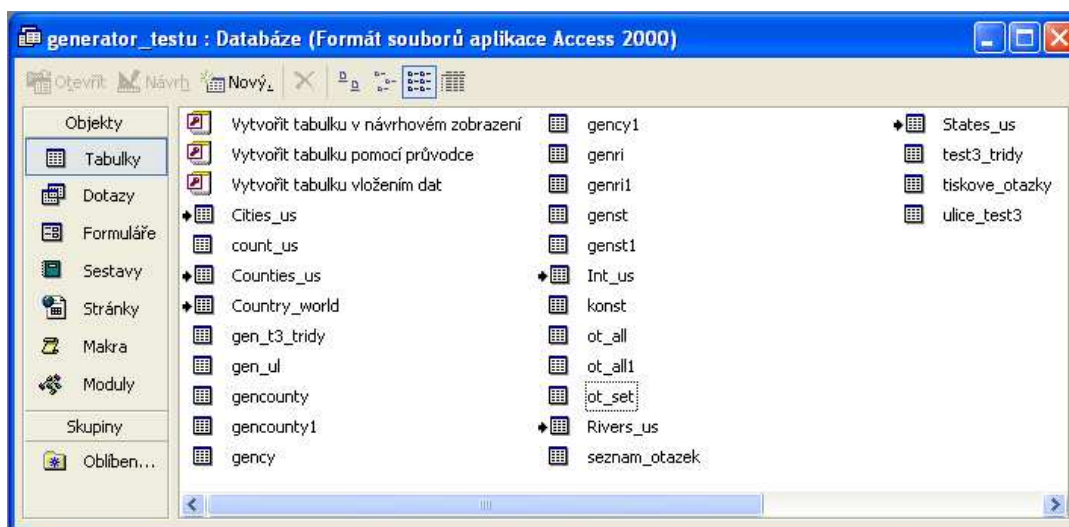 generator_testu : Databáze (Formát souborů aplikace Access 2000)
Otevřít Návrh Nový
Objekty
Tabulky
Dotazy
Formuláře
Sestavy
Stránky
Makra
Moduly
Skupiny
Oblíben...
Vytvořit tabulku v návrhovém zobrazení
Vytvořit tabulku pomocí průvodce
Vytvořit tabulku vložením dat
Cities_us
count_us
Counties_us
Country_world
gen_t3_tridy
gen_ul
gencounty
gencounty1
gency
gency1
genri
genri1
genst
genst1
Int_us
konst
ot_all
ot_all1
ot_set
Rivers_us
seznam_otazek
States_us
test3_tridy
tiskove_otazky
ulice_test3